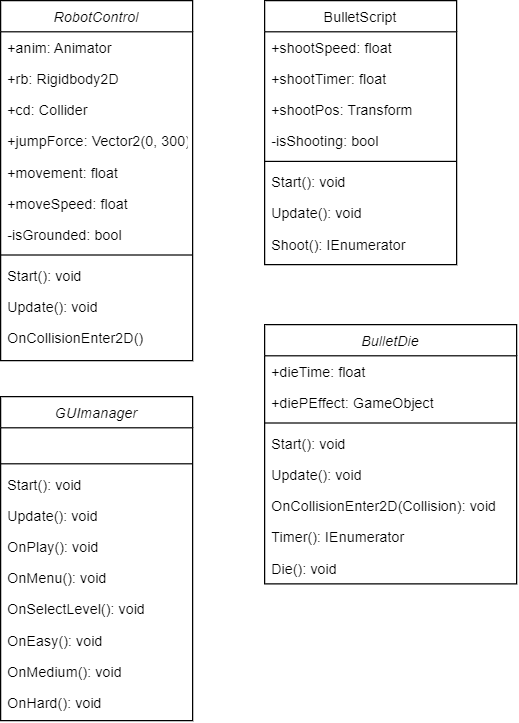 RobotControl
+anim: Animator
+rb: Rigidbody2D
+cd: Collider
+jumpForce: Vector2(0, 300)
+movement: float
+moveSpeed: float
-isGrounded: bool
Start(): void
Update(): void
OnCollisionEnter2D()
BulletScript
+shootSpeed: float
+shootTimer: float
+shootPos: Transform
-isShooting: bool
Start(): void
Update(): void
Shoot(): IEnumerator
GUImanager
Start(): void
Update(): void
OnPlay(): void
OnMenu(): void
OnSelectLevel(): void
OnEasy(): void
OnMedium(): void
OnHard(): void
BulletDie
+dieTime: float
+diePEffect: GameObject
Start(): void
Update(): void
OnCollisionEnter2D(Collision): void
Timer(): IEnumerator
Die(): void